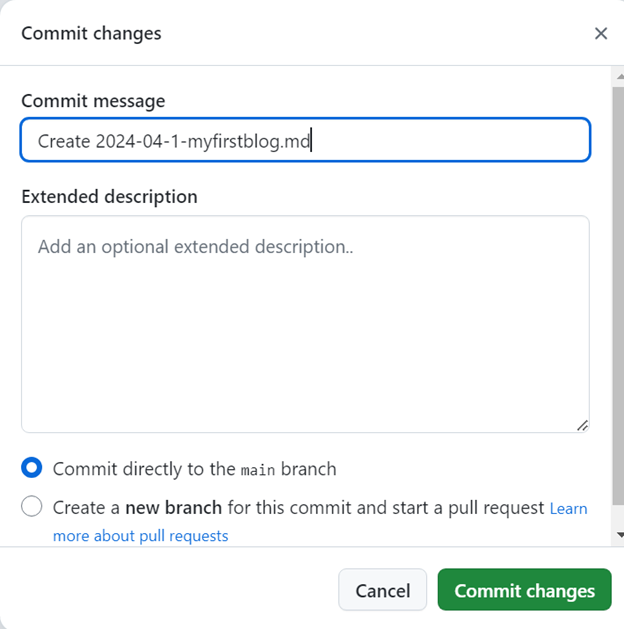 Commit changes
Commit message
Create 2024-04-1-myfirstblog.md
Extended description
Add an optional extended description..
Commit directly to the main branch
Create a new branch for this commit and start a pull request Learn
more about pull requests
Cancel
Commit changes